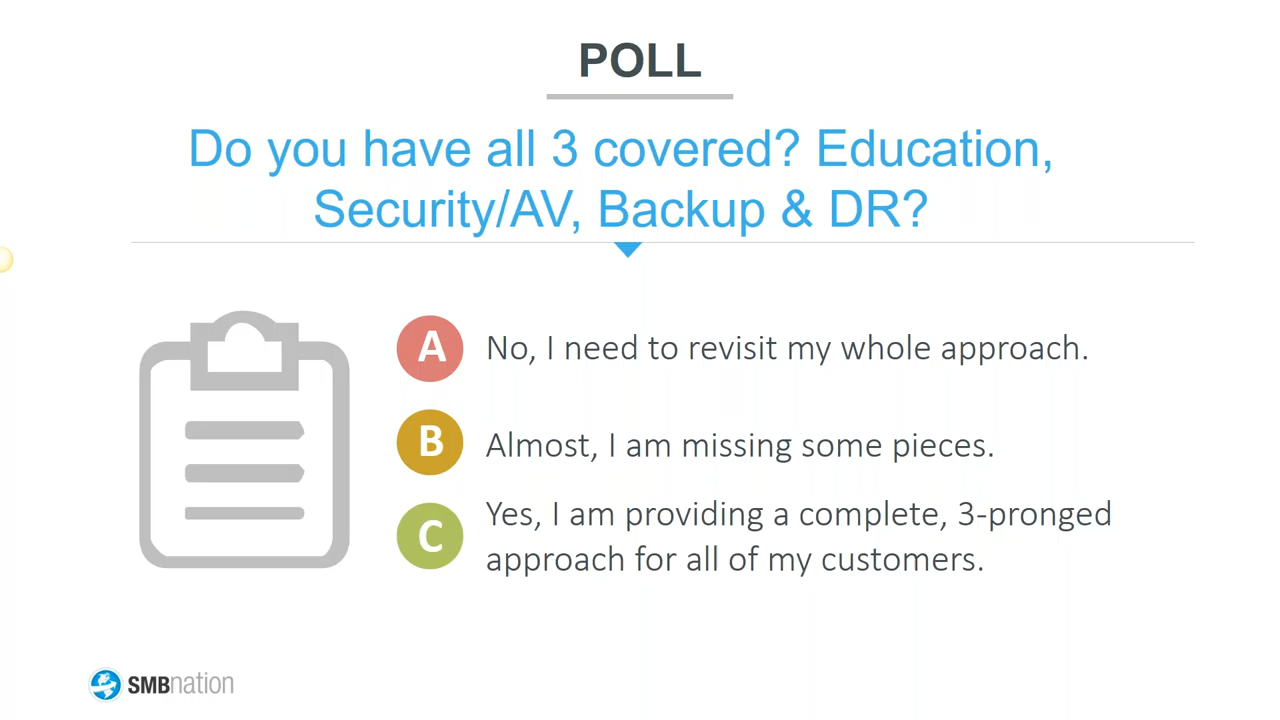 POLL
Do you have all 3 covered? Education,
Security/AV, Backup & DR?
A No, I need to revisit my whole approach.
B Almost, I am missing some pieces.
C Yes, I am providing a complete, 3-pronged
approach for all of my customers.
SMBnation